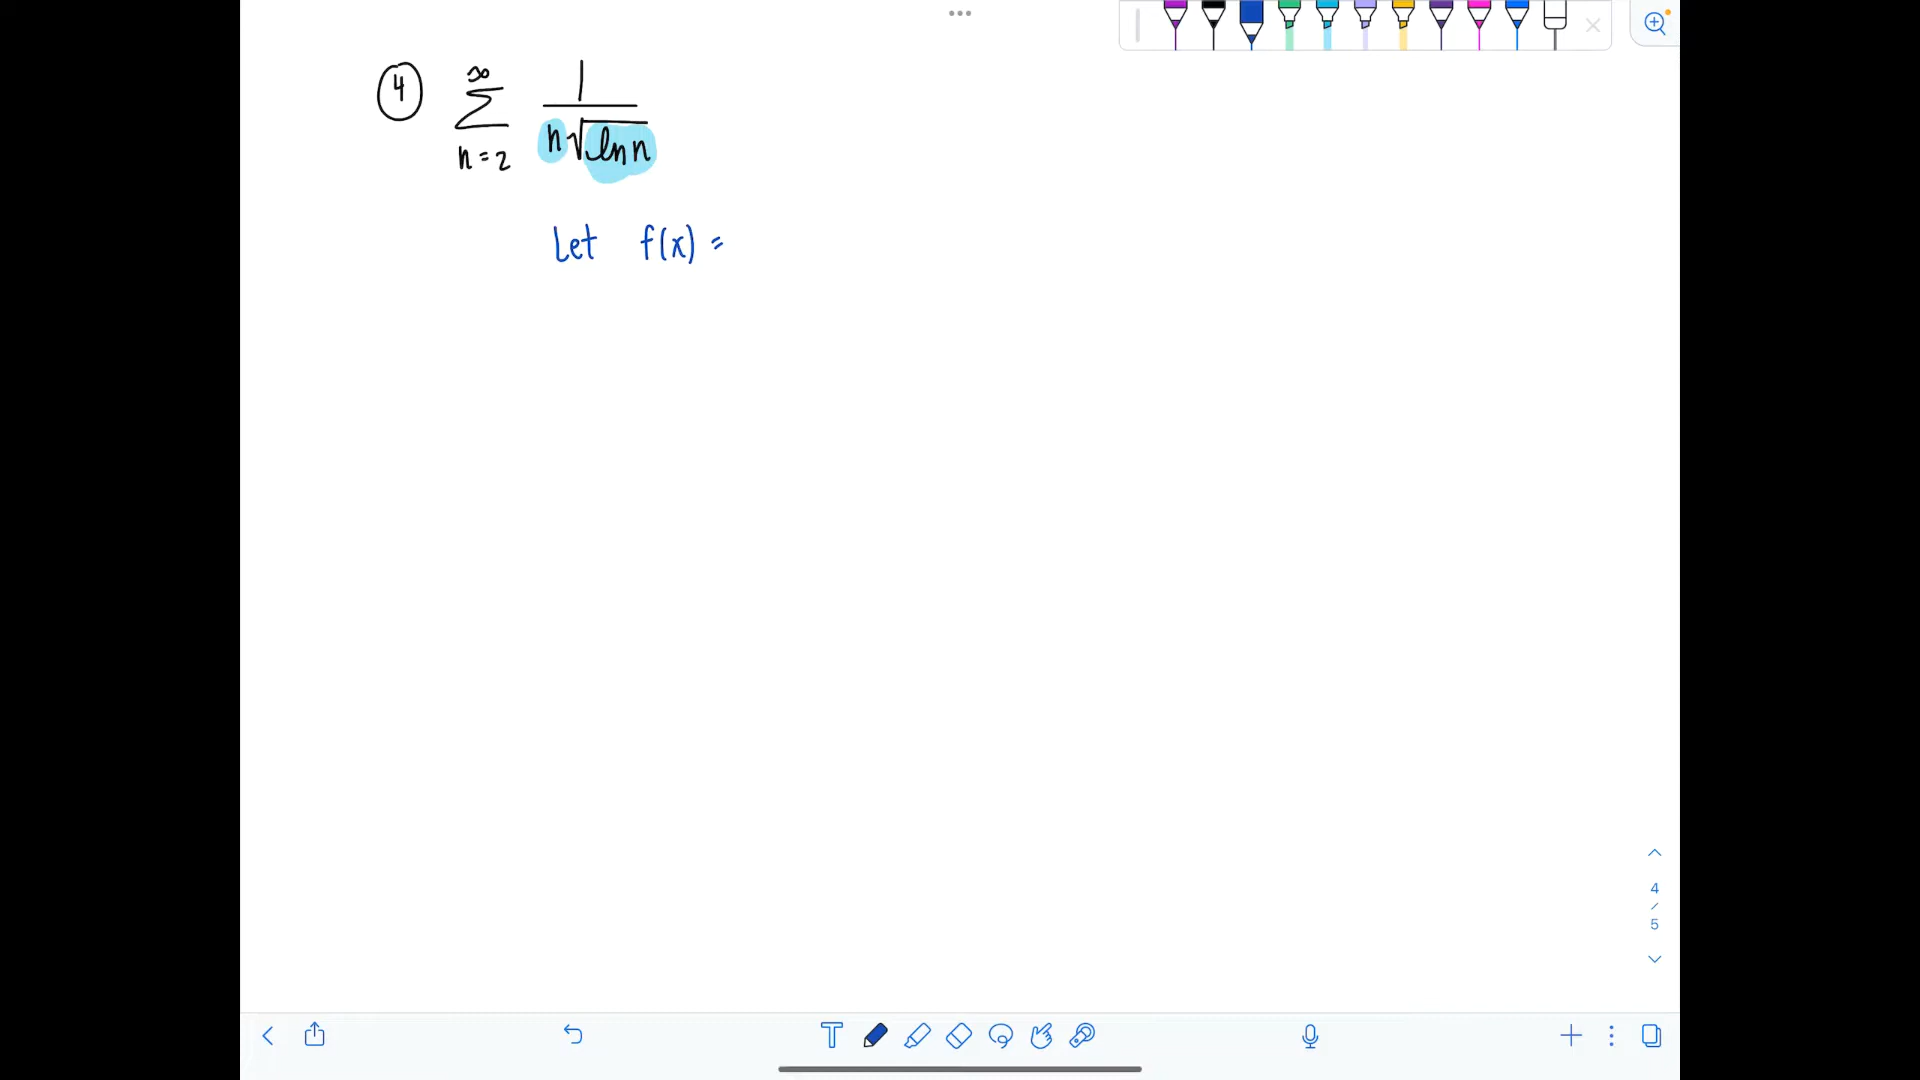 ④ ∞ ∑ n=2 1/(n√(ln n))
Let f(x) =
4
/
5